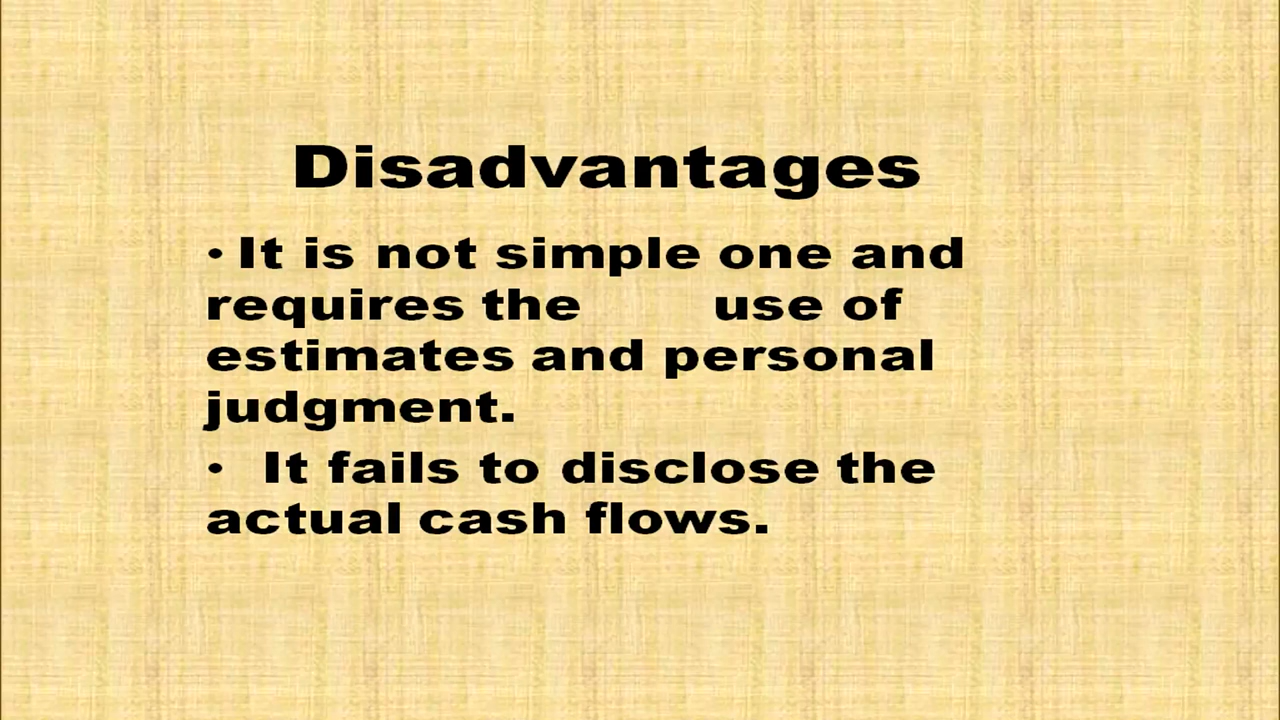 Disadvantages
• It is not simple one and
requires the use of
estimates and personal
judgment.
• It fails to disclose the
actual cash flows.